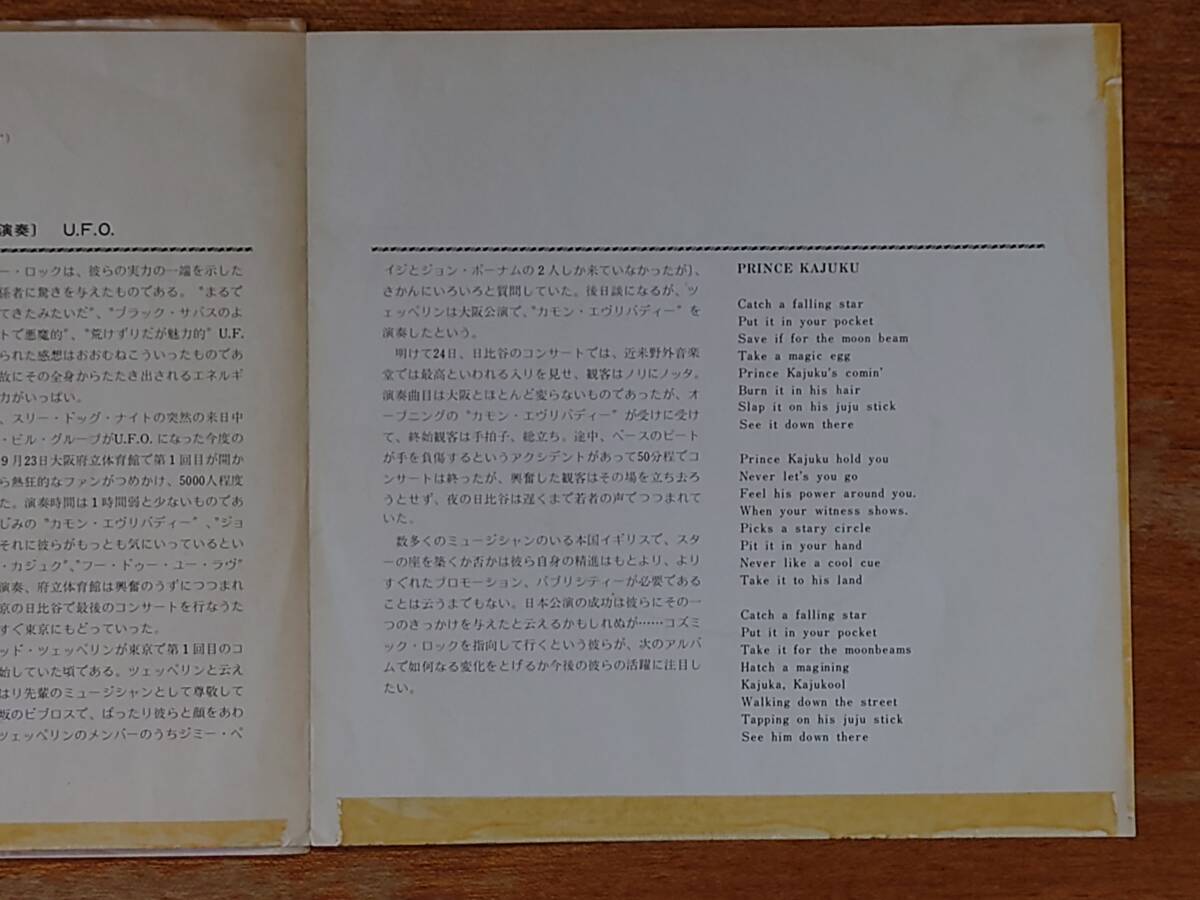 ")
演奏〕 U.F.O.
ー・ロックは、彼らの実力の一端を示した
係者に驚きを与えたものである。"まるで
てきたみたいだ"、"ブラック・サバスのよ
トで悪魔的"、"荒けずりだが魅力的"U.F.
られた感想はおおむねこういったものであ
故にその全身からたたき出されるエネルギ
力がいっぱい。
、スリー・ドッグ・ナイトの突然の来日中
・ビル・グループがU.F.O.になった今度の
9月23日大阪府立体育館で第1回目が開か
ら熱狂的なファンがつめかけ、5000人程度
た。演奏時間は1時間弱と少ないものであ
じみの"カモン・エヴリバディー"、"ジョ
それに彼らがもっとも気にいっているとい
・カジュク"、"フー・ドゥー・ユー・ラヴ"
演奏、府立体育館は興奮のうずにつつまれ
京の日比谷で最後のコンサートを行なうた
すぐ東京にもどっていった。
ッド・ツェッペリンが東京で第1回目のコ
始していた頃である。ツェッペリンと云え
はり先輩のミュージシャンとして尊敬して
坂のビブロスで、ばったり彼らと顔をあわ
ツェッペリンのメンバーのうちジミー・ペ
イジとジョン・ボーナムの2人しか来ていなかったが)、
さかんにいろいろと質問していた。後日談になるが、ツ
ェッペリンは大阪公演で、"カモン・エヴリバディー"を
演奏したという。
明けて24日、日比谷のコンサートでは、近来野外音楽
堂では最高といわれる入りを見せ、観客はノリにノッタ。
演奏曲目は大阪とほとんど変らないものであったが、オ
ープニングの"カモン・エヴリバディー"が受けに受け
て、終始観客は手拍子、総立ち。途中、ベースのピート
が手を負傷するというアクシデントがあって50分程でコ
ンサートは終ったが、興奮した観客はその場を立ち去ろ
うとせず、夜の日比谷は遅くまで若者の声でつつまれて
いた。
数多くのミュージシャンのいる本国イギリスで、スタ
ーの座を築くか否かは彼ら自身の精進はもとより、より
すぐれたプロモーション、パブリシティーが必要である
ことは云うまでもない。日本公演の成功は彼らにその一
つのきっかけを与えたと云えるかもしれぬが……コズミ
ック・ロックを指向して行くという彼らが、次のアルバ
ムで如何なる変化をとげるか今後の彼らの活躍に注目し
たい。
PRINCE KAJUKU
Catch a falling star
Put it in your pocket
Save if for the moon beam
Take a magic egg
Prince Kajuku's comin'
Burn it in his hair
Slap it on his juju stick
See it down there
Prince Kajuku hold you
Never let's you go
Feel his power around you.
When your witness shows.
Picks a stary circle
Pit it in your hand
Never like a cool cue
Take it to his land
Catch a falling star
Put it in your pocket
Take it for the moonbeams
Hatch a magining
Kajuka, Kajukool
Walking down the street
Tapping on his juju stick
See him down there